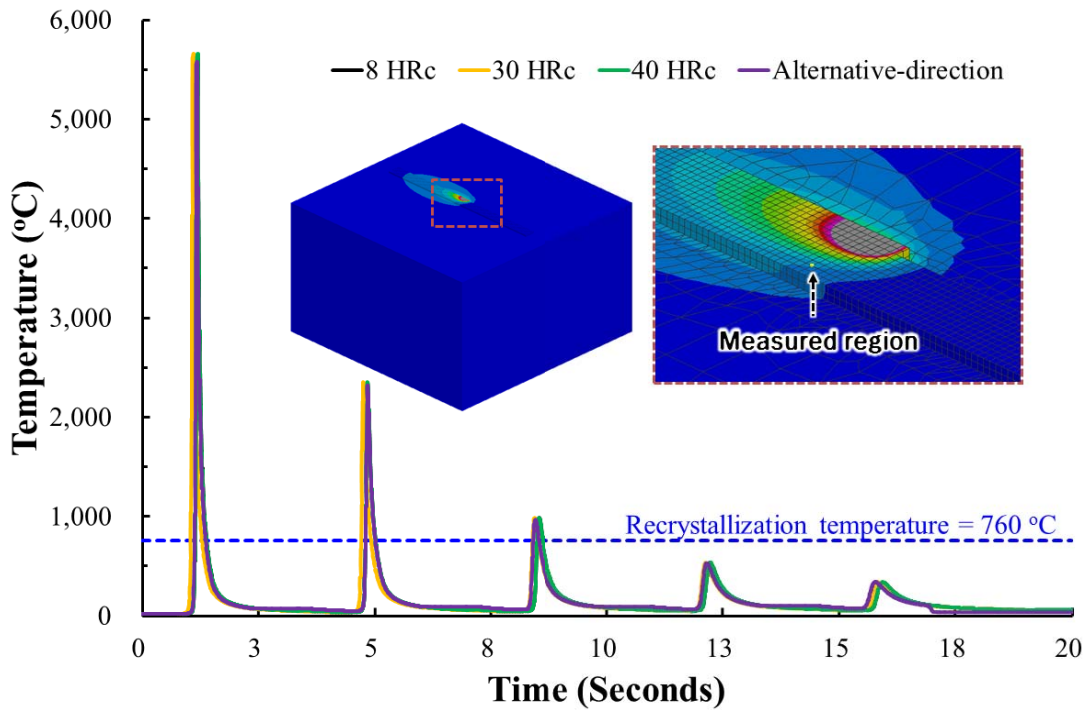 6,000
5,000
4,000
3,000
2,000
1,000
0
Temperature (°C)
8 HRc 30 HRc 40 HRc Alternative-direction
Measured region
Recrystallization temperature = 760 °C
0 3 5 8 10 13 15 18 20
Time (Seconds)